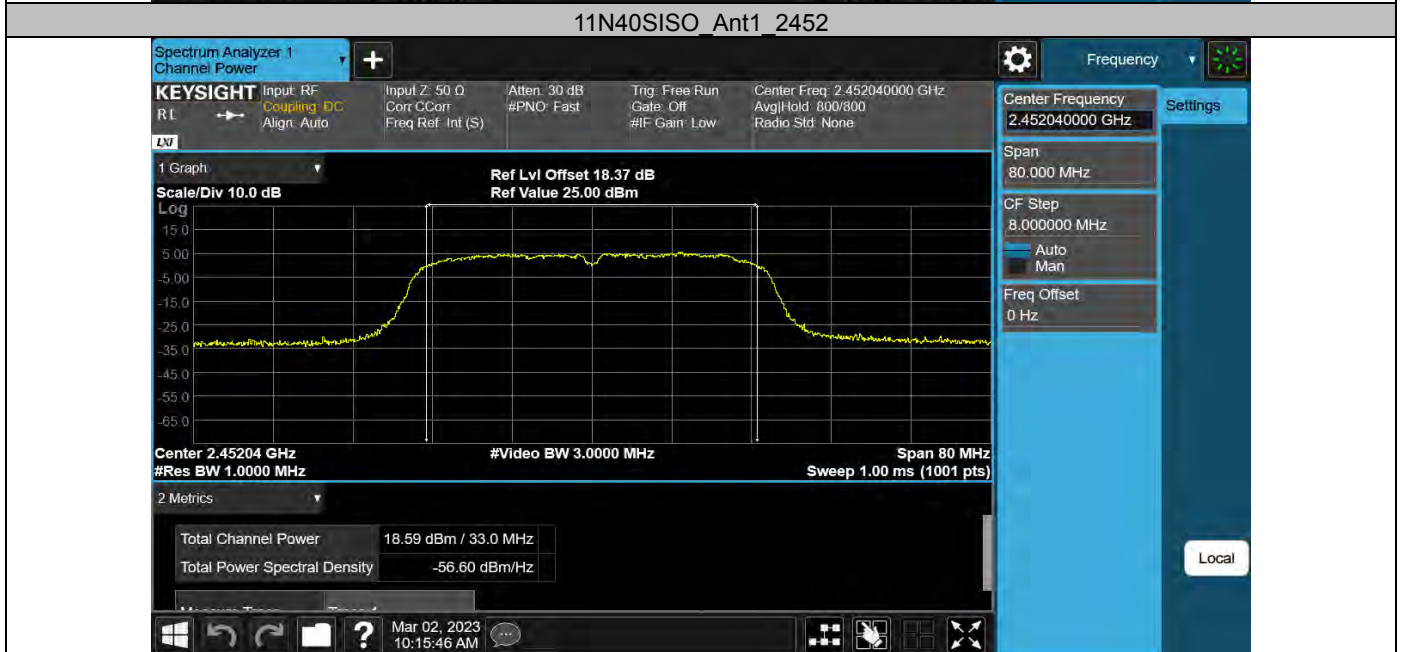 11N40SISO_Ant1_2452
Spectrum Analyzer 1
Channel Power
Frequency
KEYSIGHT
RL
LXI
Input: RF
Coupling: DC
Align: Auto
Input Z: 50 Ω
Corr CCorr
Freq Ref: Int (S)
Atten: 30 dB
#PNO: Fast
Trig: Free Run
Gate: Off
#IF Gain: Low
Center Freq: 2.452040000 GHz
Avg|Hold: 800/800
Radio Std: None
Center Frequency
2.452040000 GHz
Settings
Span
80.000 MHz
CF Step
8.000000 MHz
Auto
Man
Freq Offset
0 Hz
1 Graph
Scale/Div 10.0 dB
Ref Lvl Offset 18.37 dB
Ref Value 25.00 dBm
Log
15.0
5.00
-5.00
-15.0
-25.0
-35.0
-45.0
-55.0
-65.0
Center 2.45204 GHz
#Video BW 3.0000 MHz
Span 80 MHz
#Res BW 1.0000 MHz
Sweep 1.00 ms (1001 pts)
2 Metrics
Total Channel Power 18.59 dBm / 33.0 MHz
Total Power Spectral Density -56.60 dBm/Hz
Local
?
Mar 02, 2023
10:15:46 AM